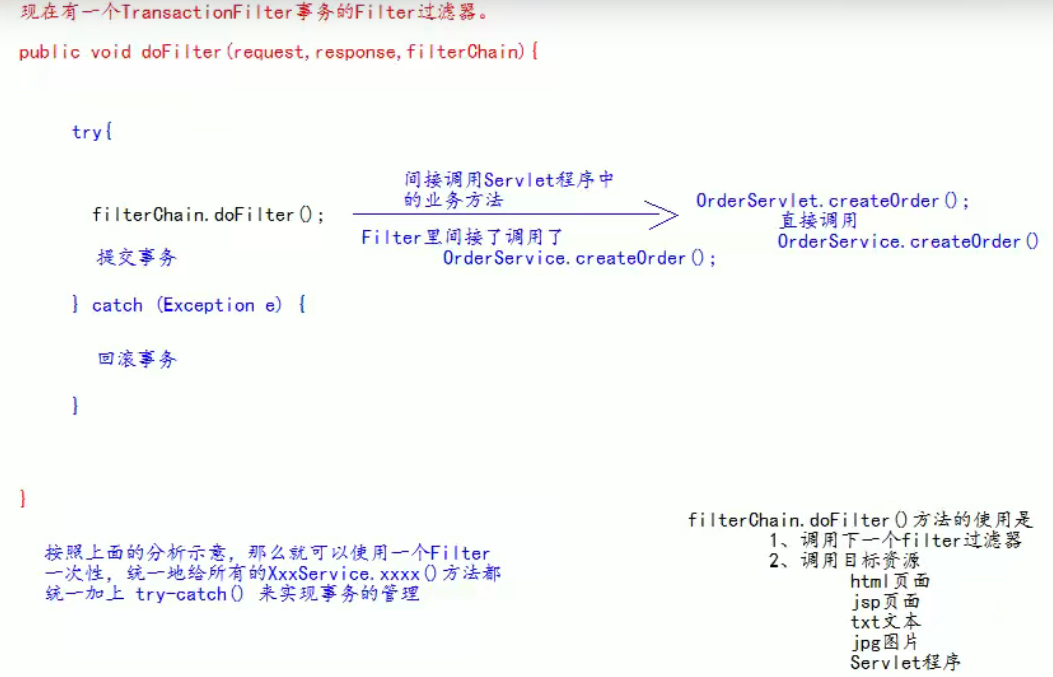 现在有一个TransactionFilter事务的Filter过滤器。
public void doFilter(request,response,filterChain){
try{
filterChain.doFilter();
提交事务
间接调用Servlet程序中
的业务方法
Filter里间接了调用了
OrderService.createOrder();
OrderServlet.createOrder();
直接调用
OrderService.createOrder()
} catch (Exception e) {
回滚事务
}
}
按照上面的分析示意，那么就可以使用一个Filter
一次性，统一地给所有的XxxService.xxxx()方法都
统一加上 try-catch() 来实现事务的管理
filterChain.doFilter()方法的使用是
1、调用下一个filter过滤器
2、调用目标资源
html页面
jsp页面
txt文本
jpg图片
Servlet程序